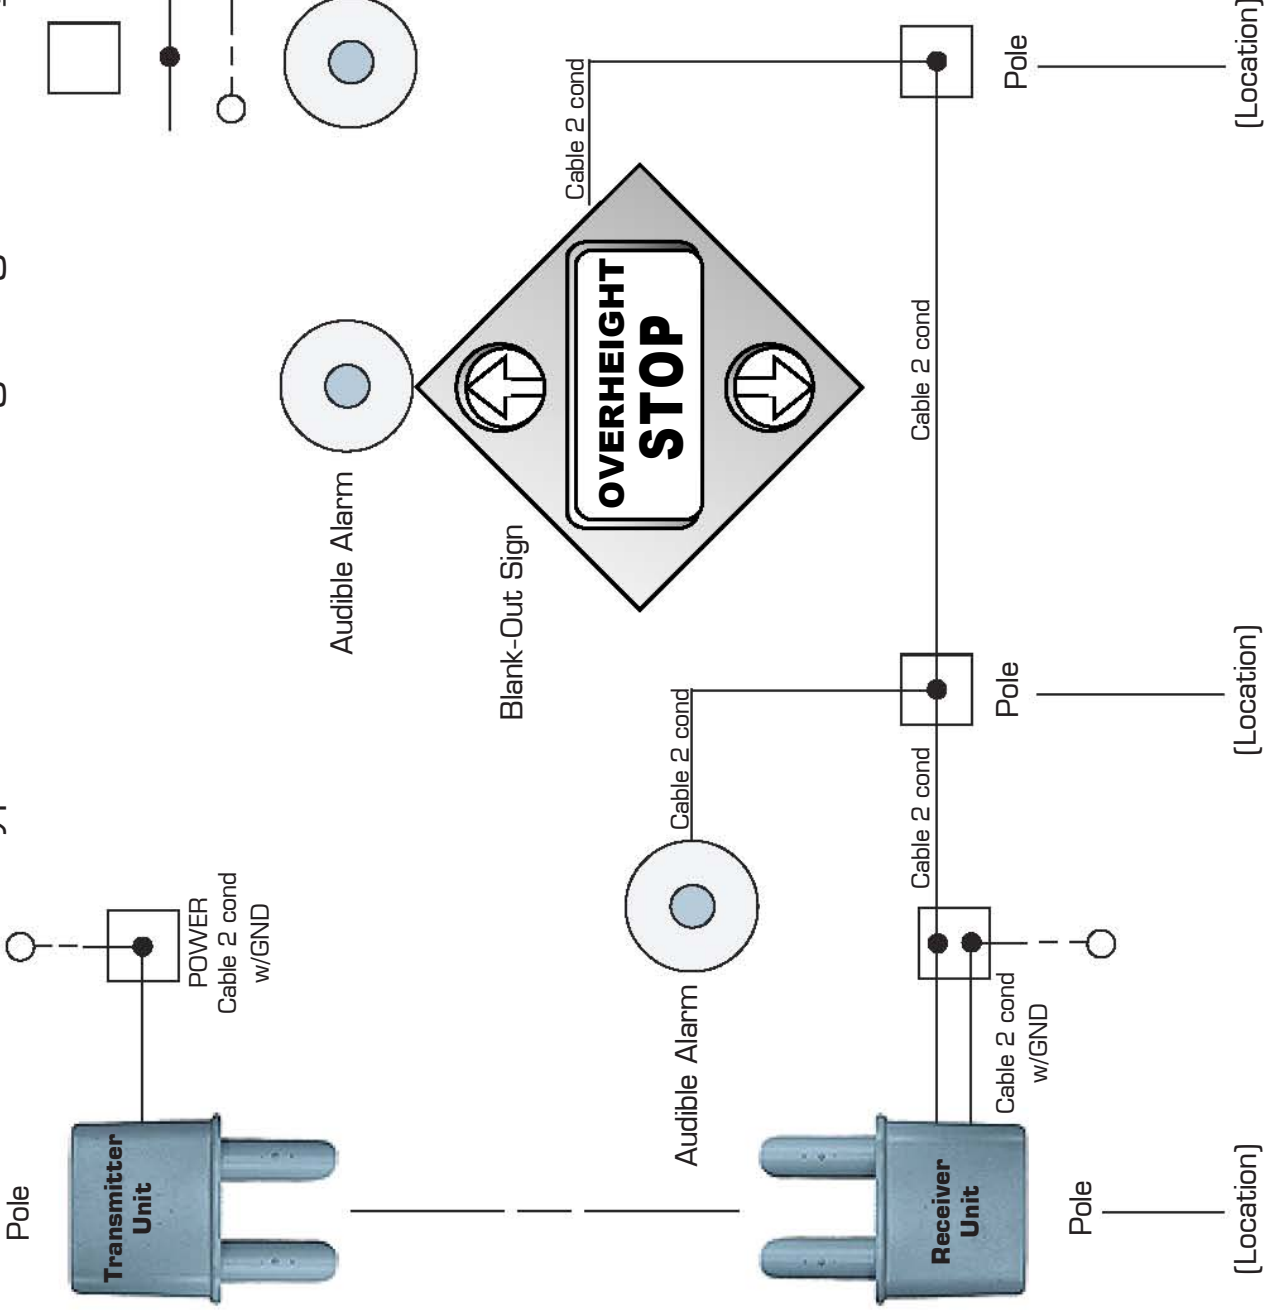 Pole
Transmitter
Unit
POWER
Cable 2 cond
w/GND
Audible Alarm
Blank-Out Sign
OVERHEIGHT
STOP
Cable 2 cond
Audible Alarm
Cable 2 cond
Receiver
Unit
Cable 2 cond
w/GND
Cable 2 cond
Cable 2 cond
Pole
Pole
Pole
(Location)
(Location)
(Location)